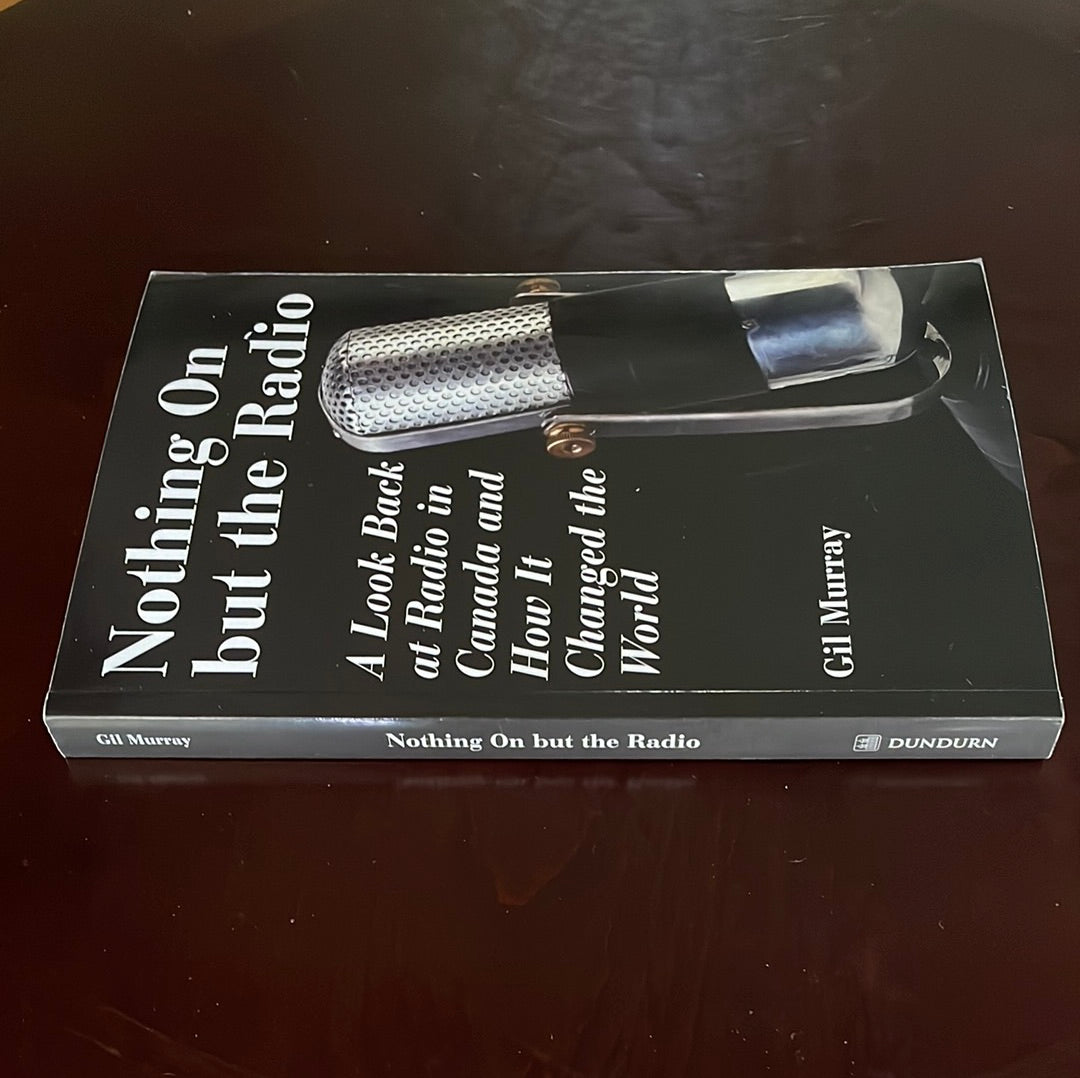 Nothing On
but the Radio
A Look Back
at Radio in
Canada and
How It
Changed the
World
Gil Murray
Gil Murray
Nothing On but the Radio
DUNDURN